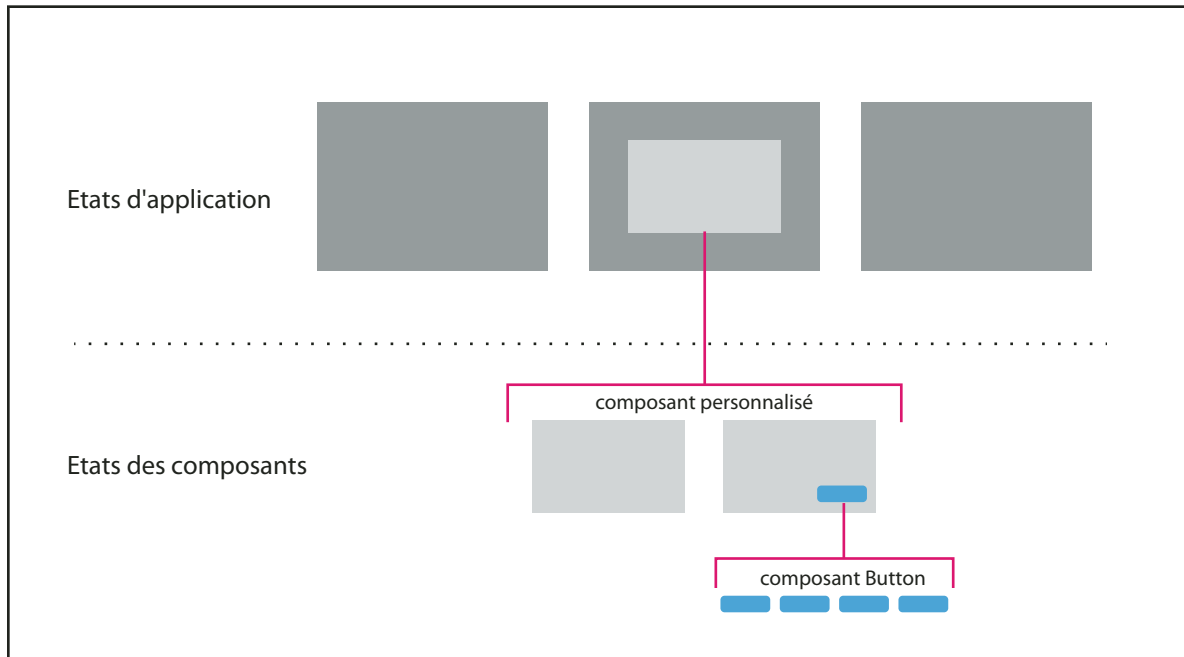 Etats d'application
composant personnalisé
Etats des composants
composant Button